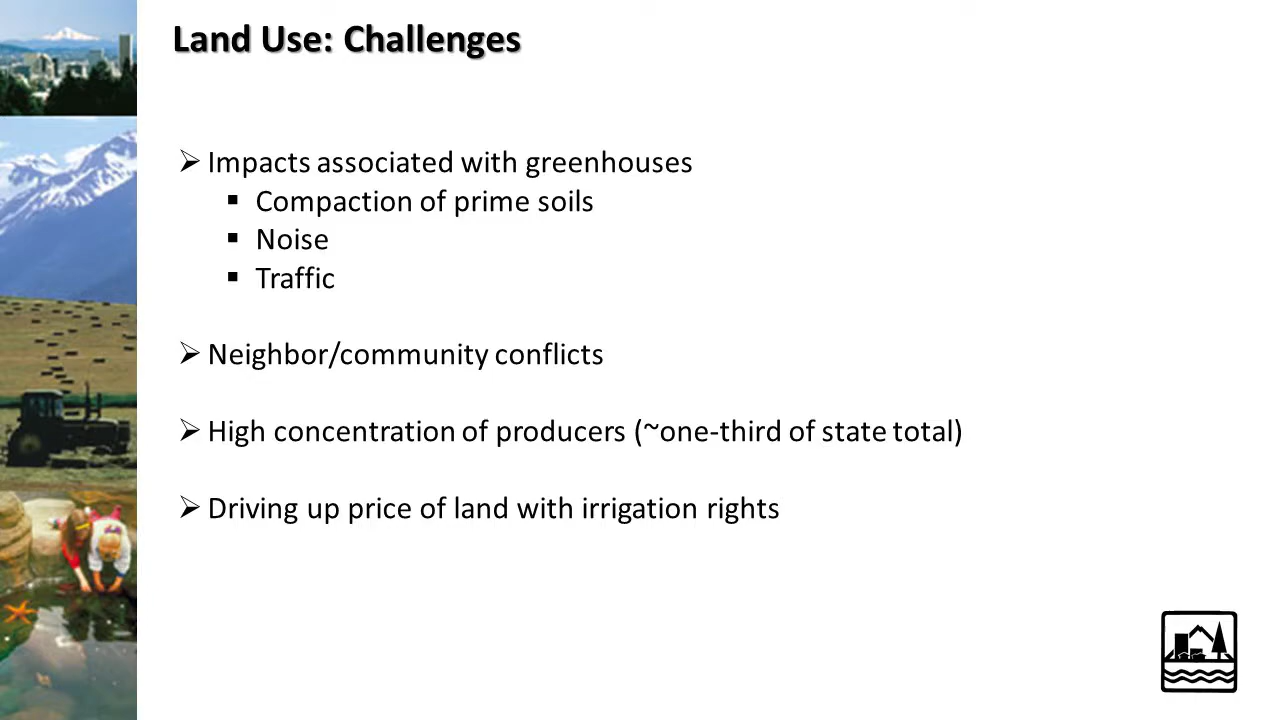 Land Use: Challenges
➢ Impacts associated with greenhouses
▪ Compaction of prime soils
▪ Noise
▪ Traffic
➢ Neighbor/community conflicts
➢ High concentration of producers (~one-third of state total)
➢ Driving up price of land with irrigation rights